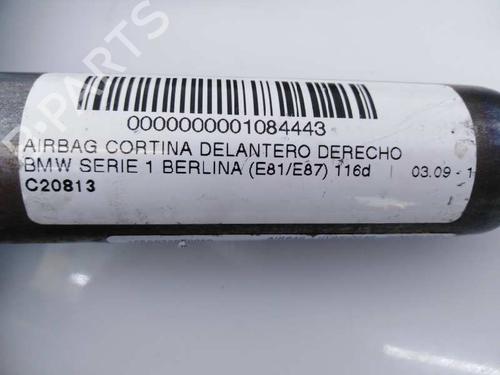 0000000001084443
AIRBAG CORTINA DELANTERO DERECHO
BMW SERIE 1 BERLINA (E81/E87) 116d | 03.09 - 1
C20813